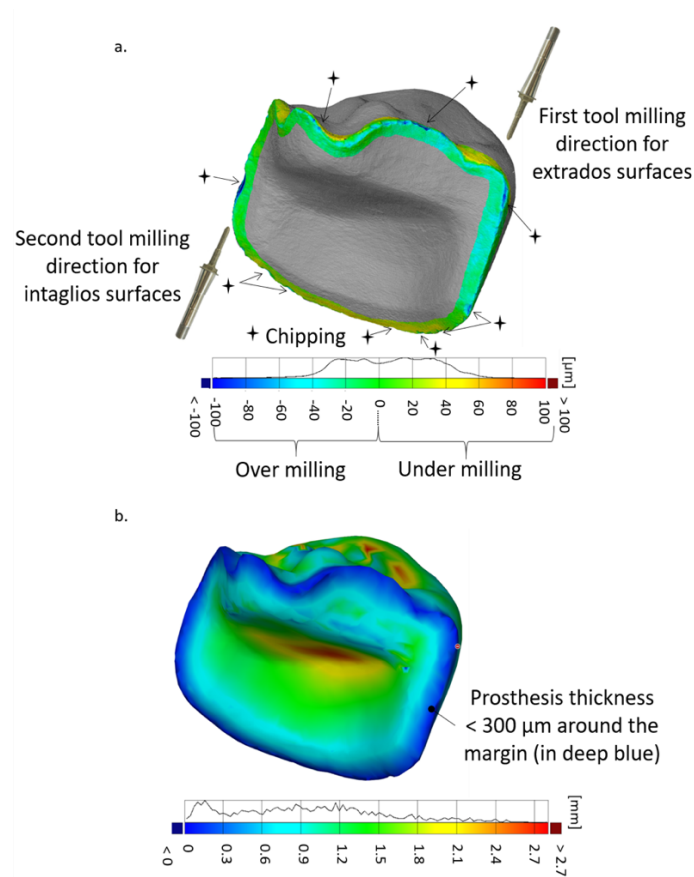 a.
First tool milling
direction for
extrados surfaces
Second tool milling
direction for
intaglios surfaces
Chipping
[µm]
< -100
-100
-80
-60
-40
-20
0
20
40
60
80
100
> 100
Over milling
Under milling
b.
Prosthesis thickness
< 300 µm around the
margin (in deep blue)
[mm]
<0
0
0.3
0.6
0.9
1.2
1.5
1.8
2.1
2.4
2.7
> 2.7